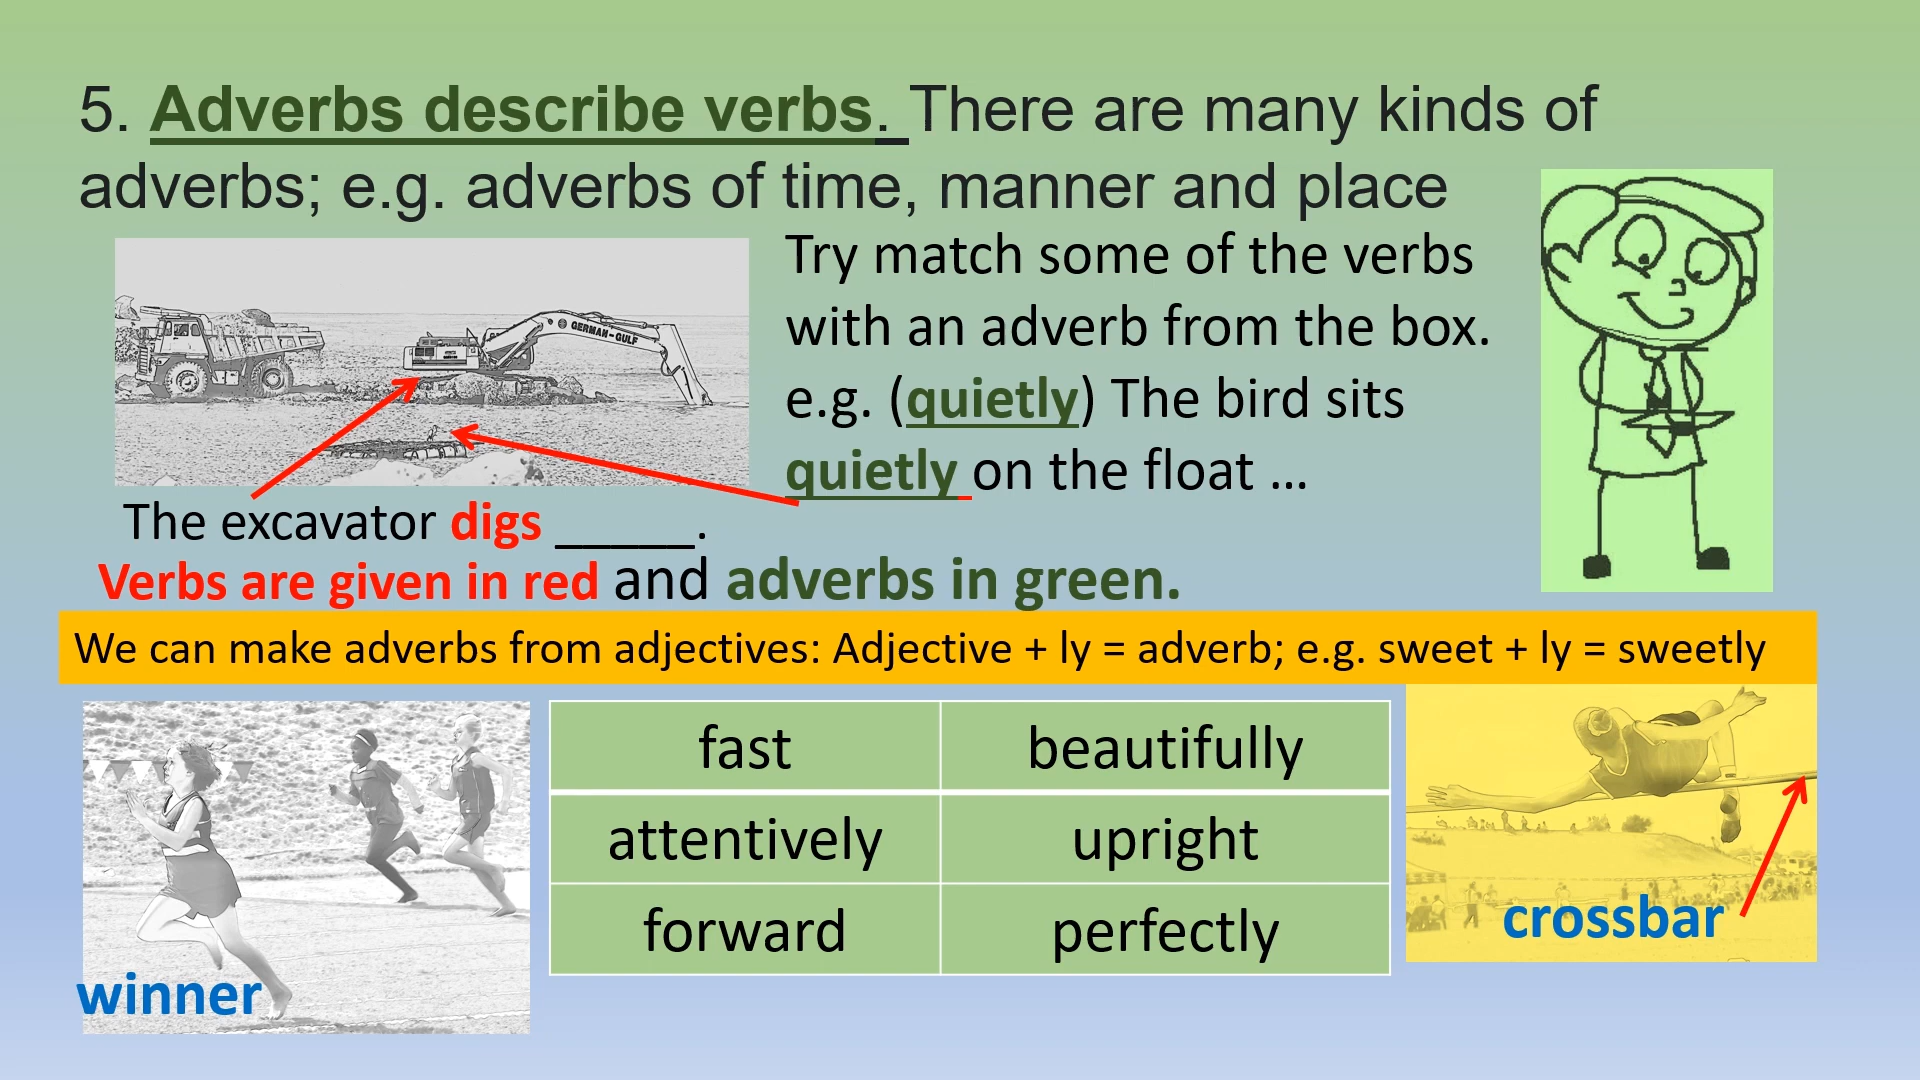 5. Adverbs describe verbs. There are many kinds of
adverbs; e.g. adverbs of time, manner and place
Try match some of the verbs
with an adverb from the box.
e.g. (quietly) The bird sits
quietly on the float ...
GERMAN-GULF
The excavator digs _____.
Verbs are given in red and adverbs in green.
We can make adverbs from adjectives: Adjective + ly = adverb; e.g. sweet + ly = sweetly
fast beautifully
attentively upright
forward perfectly
crossbar
winner